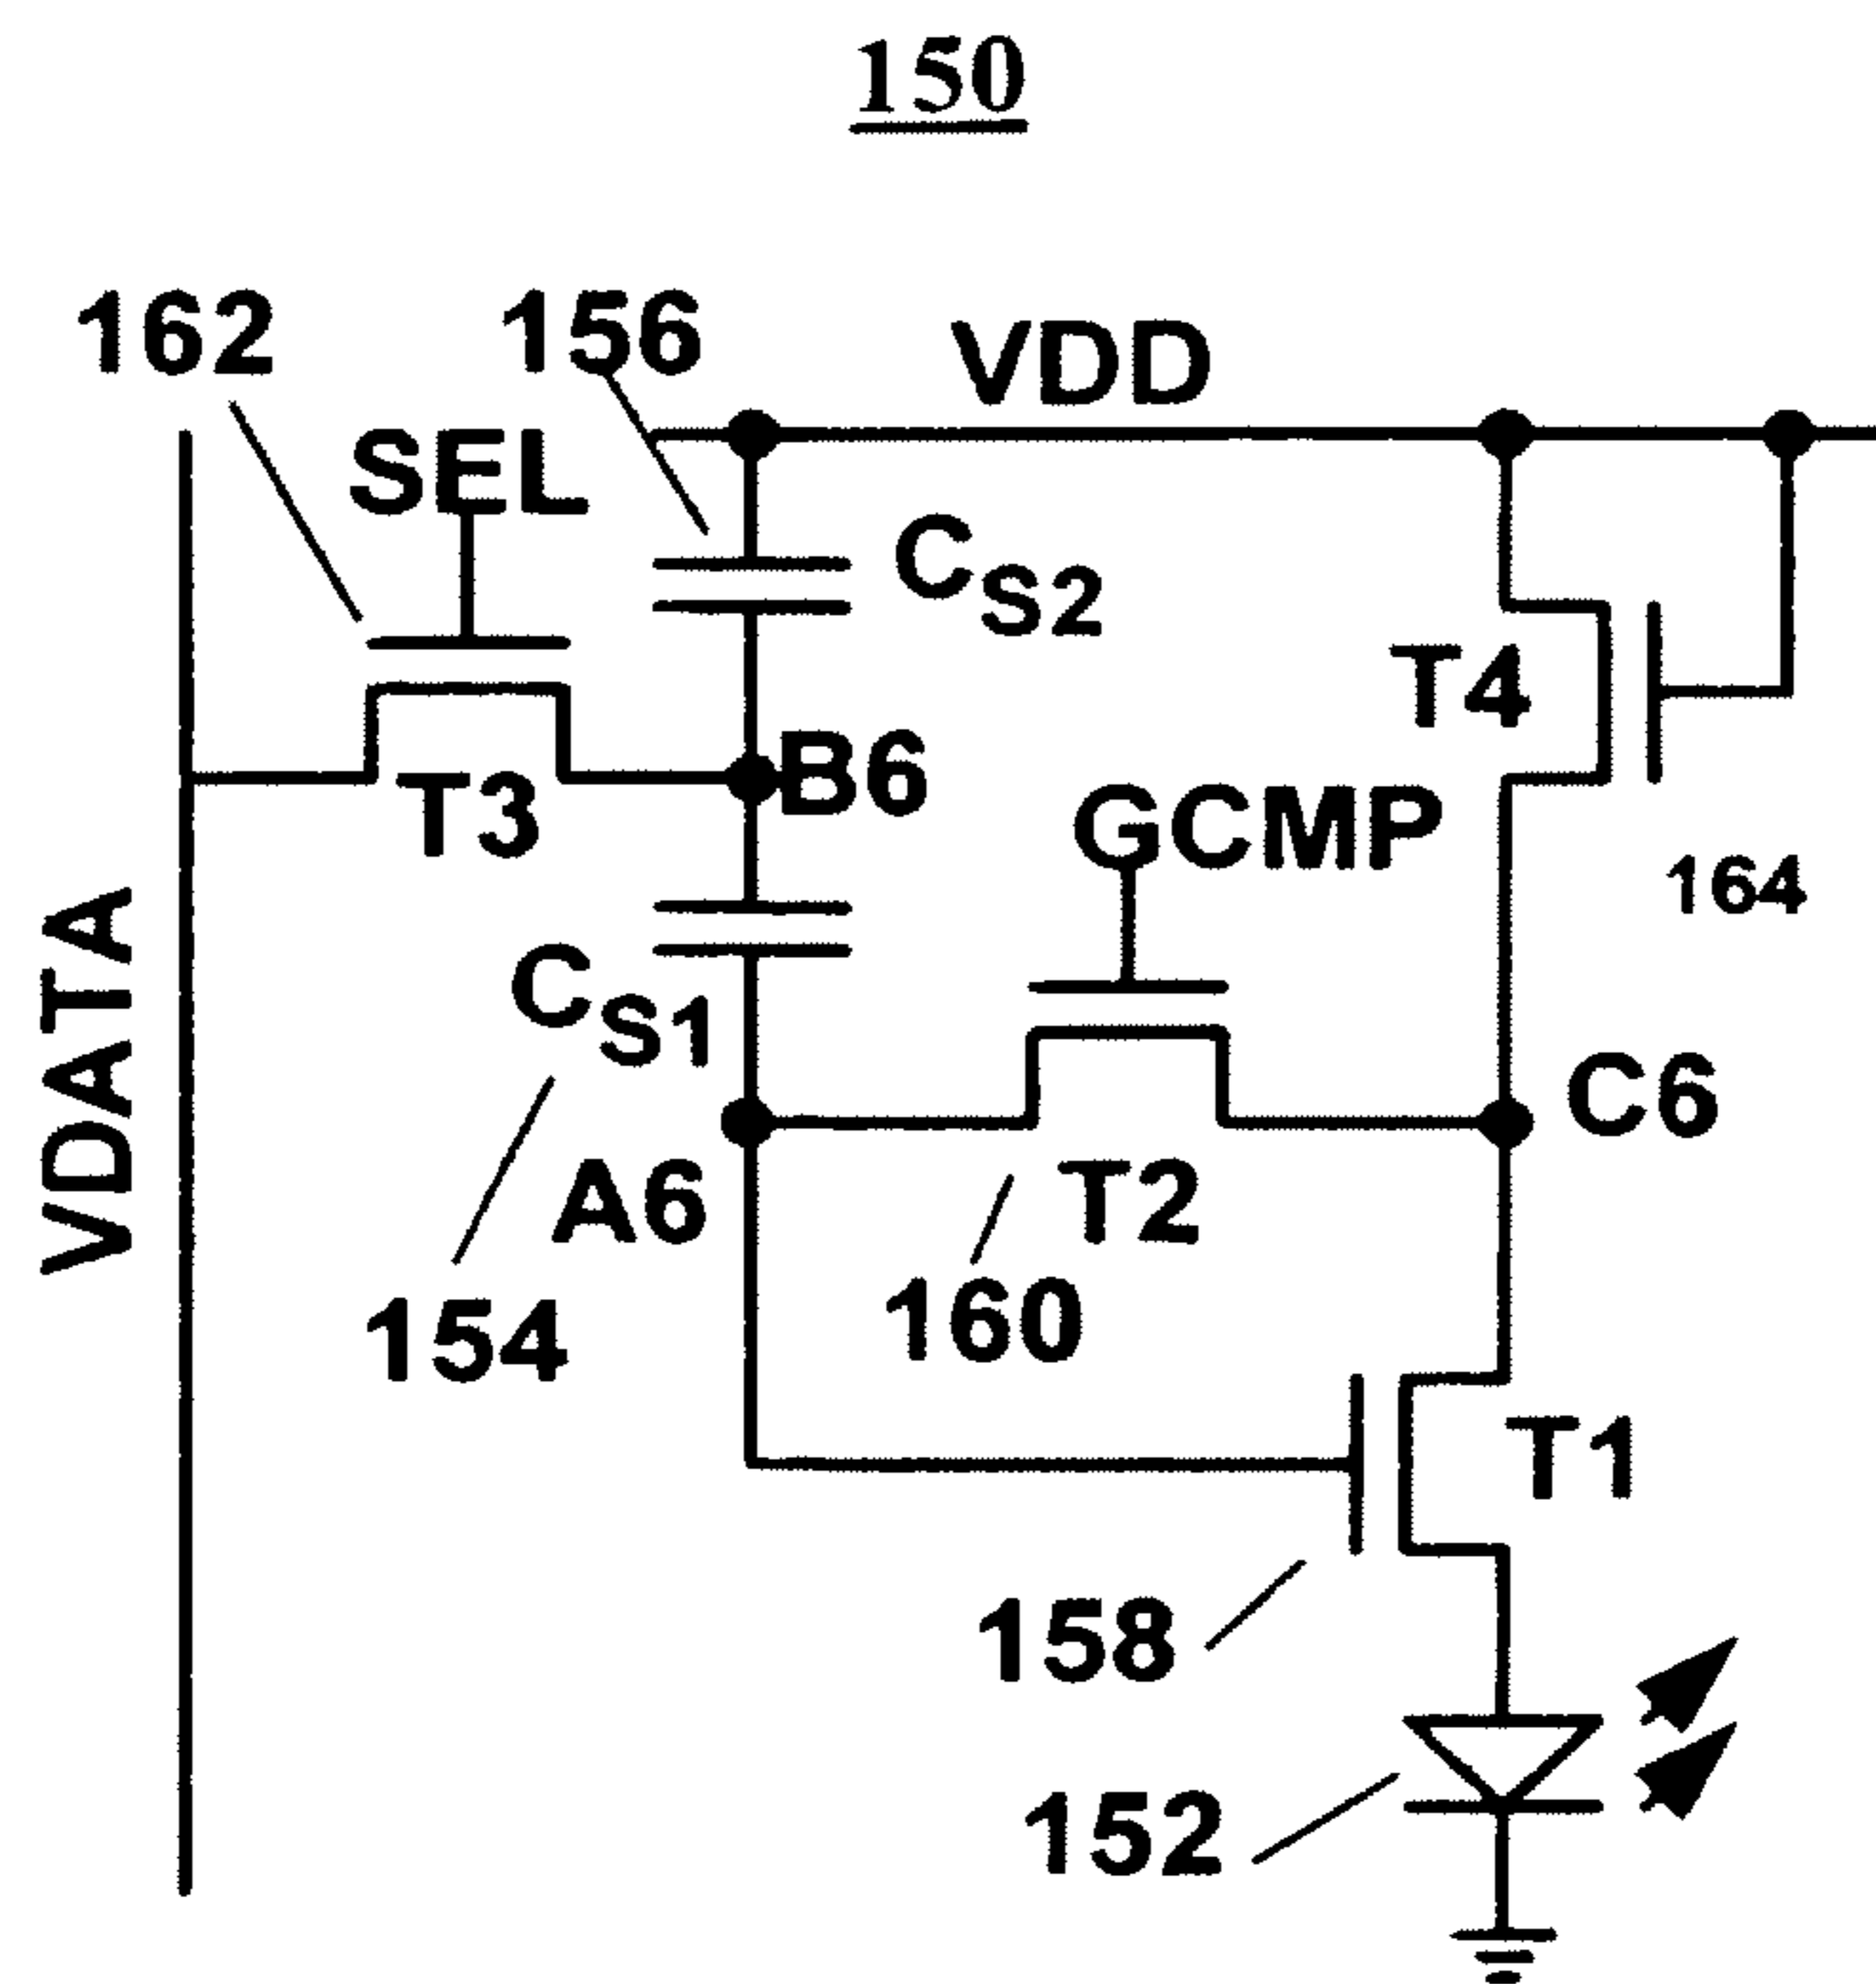 150
162
156
VDD
SEL
CS2
T4
B6
T3
GCMP
164
VDATA
CS1
C6
A6
T2
160
154
T1
158
152